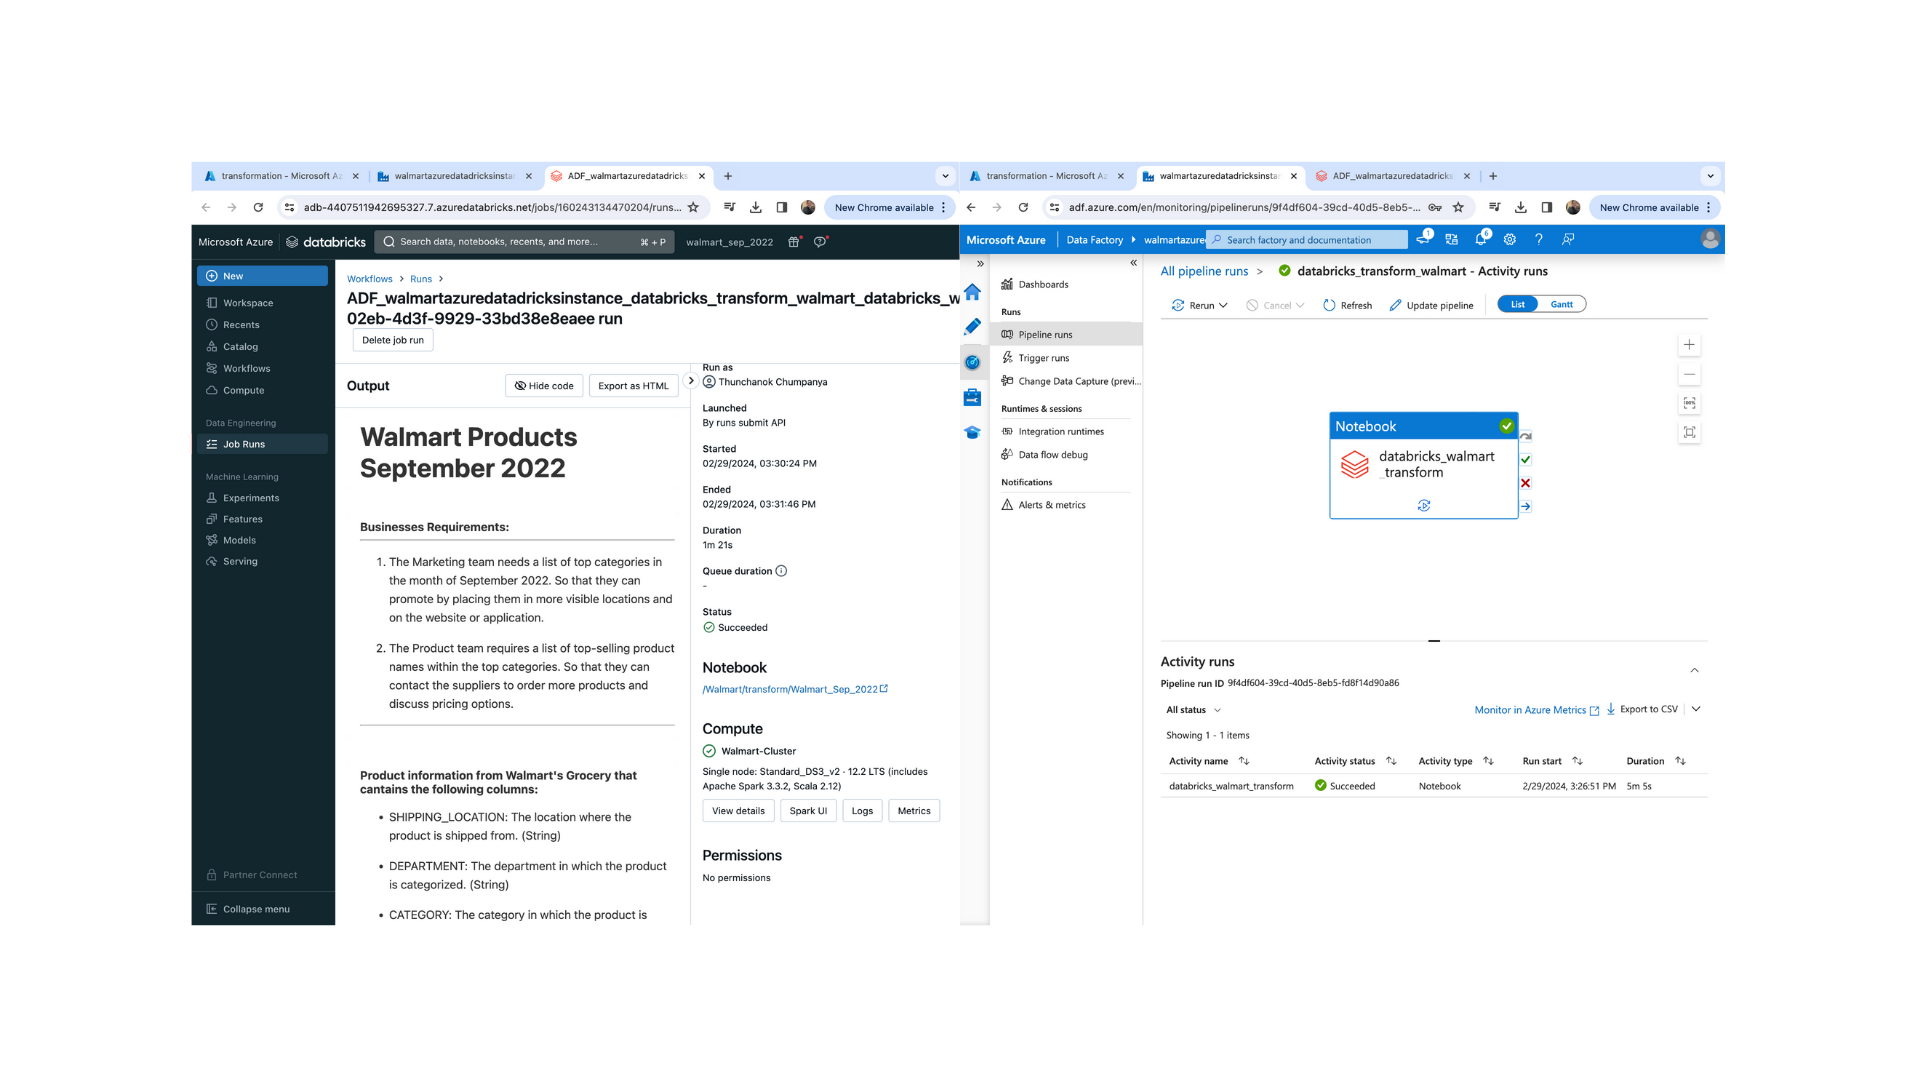 transformation - Microsoft Az
walmartazuredatadricksinsta
ADF_walmartazuredatadricks
adb-4407511942695327.7.azuredatabricks.net/jobs/160243134470204/runs...
New Chrome available
Microsoft Azure
databricks
Search data, notebooks, recents, and more...
⌘ + P
walmart_sep_2022
New
Workspace
Recents
Catalog
Workflows
Compute
Data Engineering
Job Runs
Machine Learning
Experiments
Features
Models
Serving
Partner Connect
Collapse menu
Workflows > Runs >
ADF_walmartazuredatadricksinstance_databricks_transform_walmart_databricks_w
02eb-4d3f-9929-33bd38e8eaee run
Delete job run
Output
Hide code
Export as HTML
Walmart Products
September 2022
Businesses Requirements:
1. The Marketing team needs a list of top categories in
the month of September 2022. So that they can
promote by placing them in more visible locations and
on the website or application.
2. The Product team requires a list of top-selling product
names within the top categories. So that they can
contact the suppliers to order more products and
discuss pricing options.
Product information from Walmart's Grocery that
cantains the following columns:
• SHIPPING_LOCATION: The location where the
product is shipped from. (String)
• DEPARTMENT: The department in which the product
is categorized. (String)
• CATEGORY: The category in which the product is
Run as
Thunchanok Chumpanya
Launched
By runs submit API
Started
02/29/2024, 03:30:24 PM
Ended
02/29/2024, 03:31:46 PM
Duration
1m 21s
Queue duration
-
Status
Succeeded
Notebook
/Walmart/transform/Walmart_Sep_2022
Compute
Walmart-Cluster
Single node: Standard_DS3_v2 · 12.2 LTS (includes
Apache Spark 3.3.2, Scala 2.12)
View details
Spark UI
Logs
Metrics
Permissions
No permissions
transformation - Microsoft Az
walmartazuredatadricksinsta
ADF_walmartazuredatadricks
adf.azure.com/en/monitoring/pipelineruns/9f4df604-39cd-40d5-8eb5-...
New Chrome available
Microsoft Azure
Data Factory
walmartazure
Search factory and documentation
1
6
Dashboards
Runs
Pipeline runs
Trigger runs
Change Data Capture (previ...
Runtimes & sessions
Integration runtimes
Data flow debug
Notifications
Alerts & metrics
All pipeline runs > databricks_transform_walmart - Activity runs
Rerun
Cancel
Refresh
Update pipeline
List
Gantt
Notebook
databricks_walmart
_transform
100%
Activity runs
Pipeline run ID 9f4df604-39cd-40d5-8eb5-fd8f14d90a86
All status
Monitor in Azure Metrics
Export to CSV
Showing 1 - 1 items
Activity name Activity status Activity type Run start Duration
databricks_walmart_transform Succeeded Notebook 2/29/2024, 3:26:51 PM 5m 5s